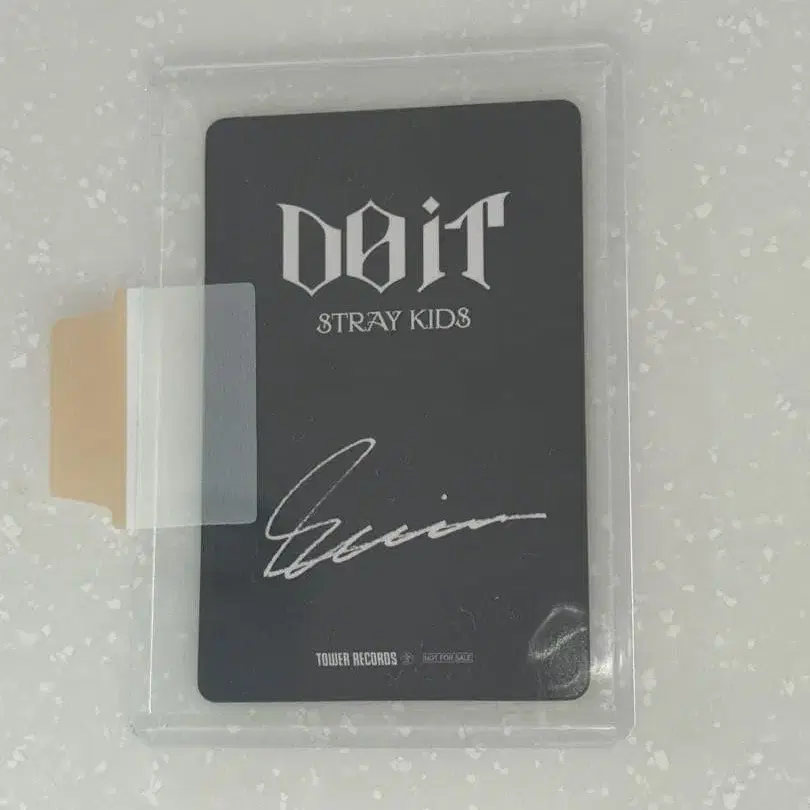 DO IT
STRAY KIDS
TOWER RECORDS NOT FOR SALE